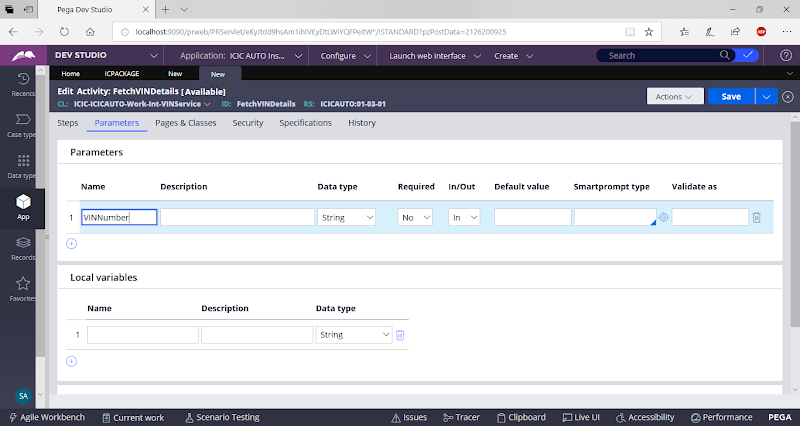 Pega Dev Studio
localhost:9090/prweb/PRServlet/eKyitdd9hsAm1ihIVEyDtLWiYQFPeitW*/!STANDARD?pzPostData=2126200925
DEV STUDIO
Application: ICIC AUTO Ins...
Configure
Launch web interface
Create
Search
Home
ICPACKAGE
New
New
Edit Activity: FetchVINDetails [Available]
CL: ICIC-ICICAUTO-Work-Int-VINService
ID: FetchVINDetails
RS: ICICAUTO:01-03-01
Actions
Save
Steps
Parameters
Pages & Classes
Security
Specifications
History
Recents
Case type
Data type
App
Records
Favorite
SA
Parameters
Name
Description
Data type
Required
In/Out
Default value
Smartprompt type
Validate as
1
VINNumber
String
No
In
Local variables
Name
Description
Data type
1
String
Agile Workbench
Current work
Scenario Testing
Issues
Tracer
Clipboard
Live UI
Accessibility
Performance
PEGA